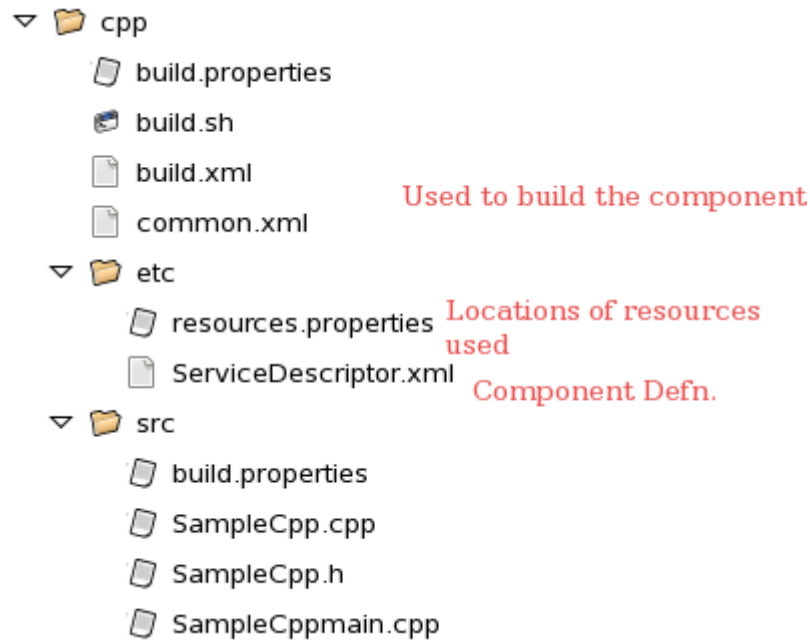 cpp
build.properties
build.sh
build.xml
Used to build the component
common.xml
etc
resources.properties
Locations of resources
used
ServiceDescriptor.xml
Component Defn.
src
build.properties
SampleCpp.cpp
SampleCpp.h
SampleCppmain.cpp